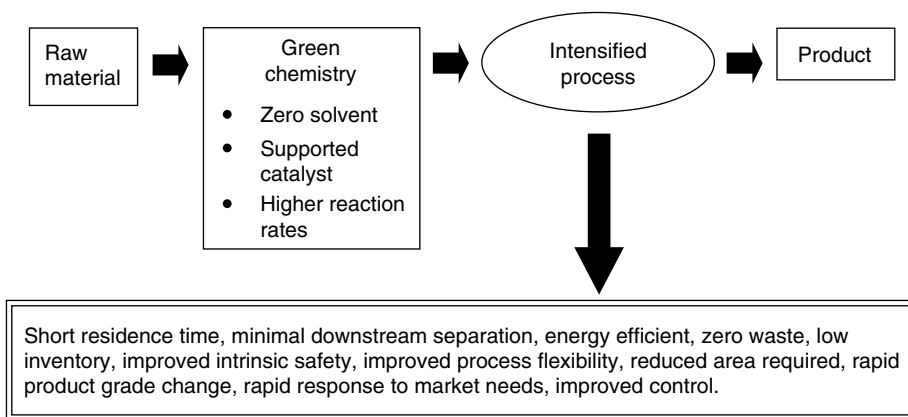 Raw
material
Green
chemistry
• Zero solvent
• Supported
catalyst
• Higher reaction
rates
Intensified
process
Product
Short residence time, minimal downstream separation, energy efficient, zero waste, low
inventory, improved intrinsic safety, improved process flexibility, reduced area required, rapid
product grade change, rapid response to market needs, improved control.